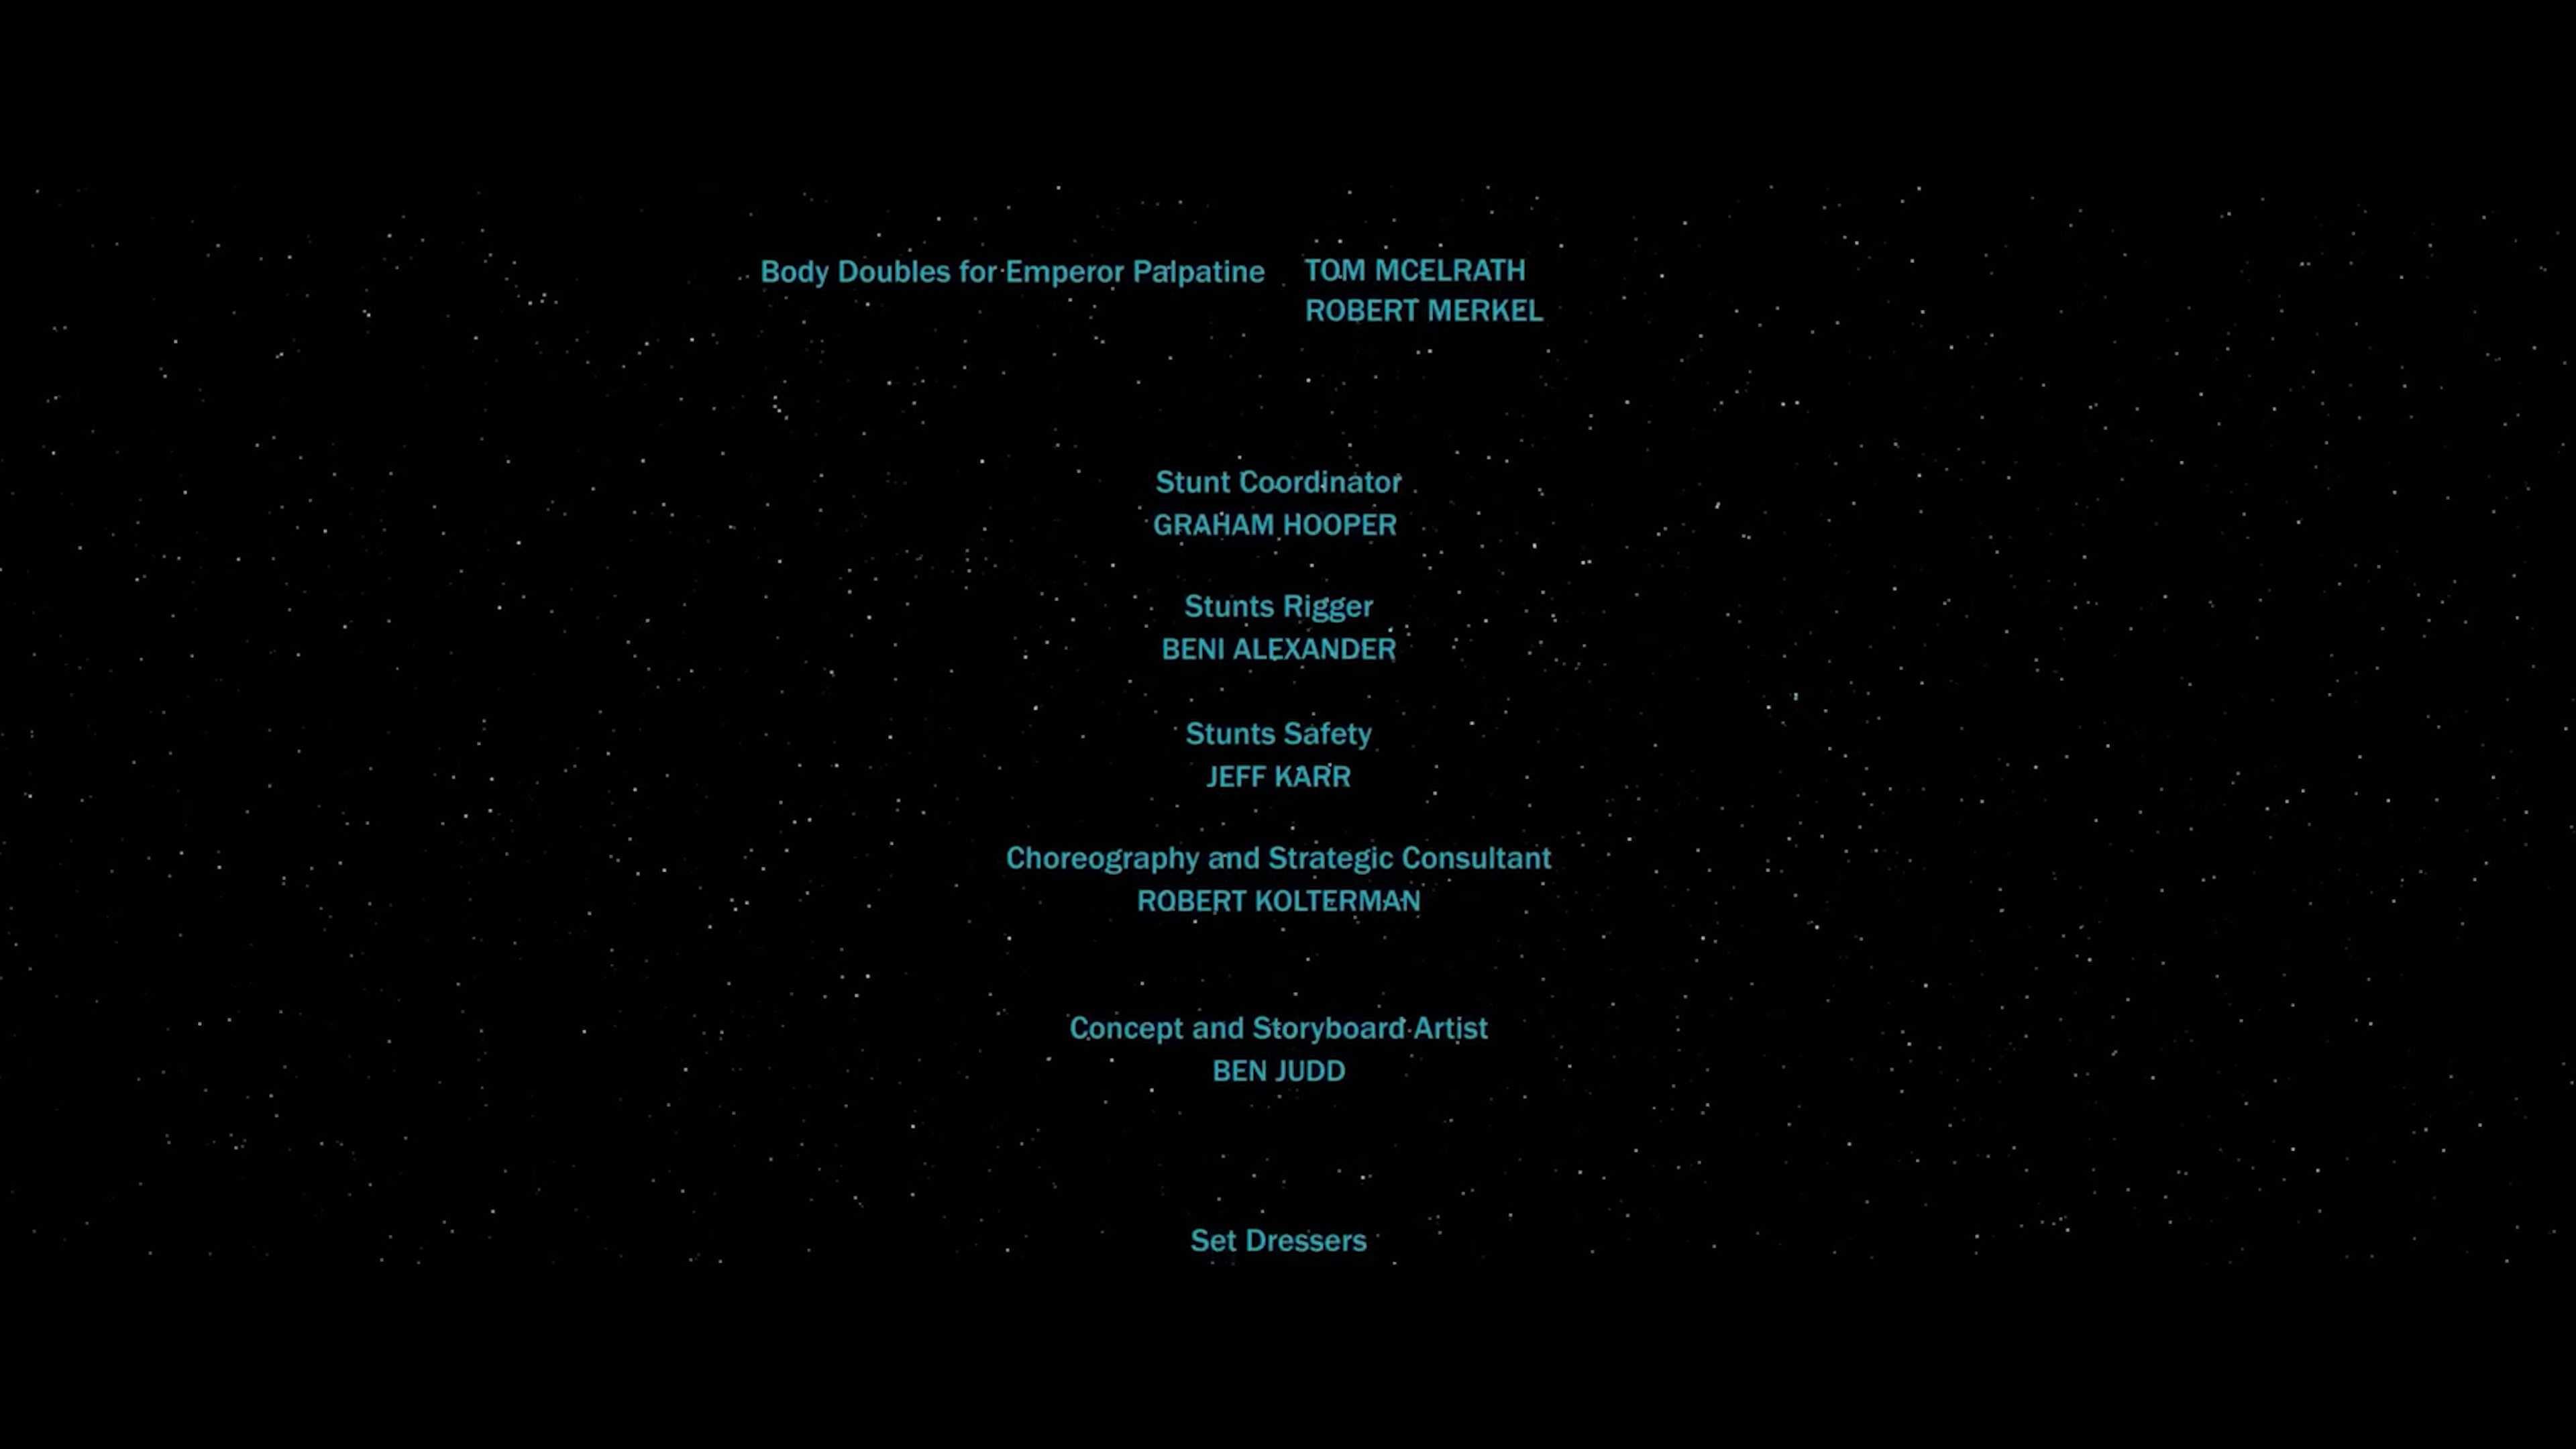 Body Doubles for Emperor Palpatine TOM MCELRATH
ROBERT MERKEL
Stunt Coordinator
GRAHAM HOOPER
Stunts Rigger
BENI ALEXANDER
Stunts Safety
JEFF KARR
Choreography and Strategic Consultant
ROBERT KOLTERMAN
Concept and Storyboard Artist
BEN JUDD
Set Dressers